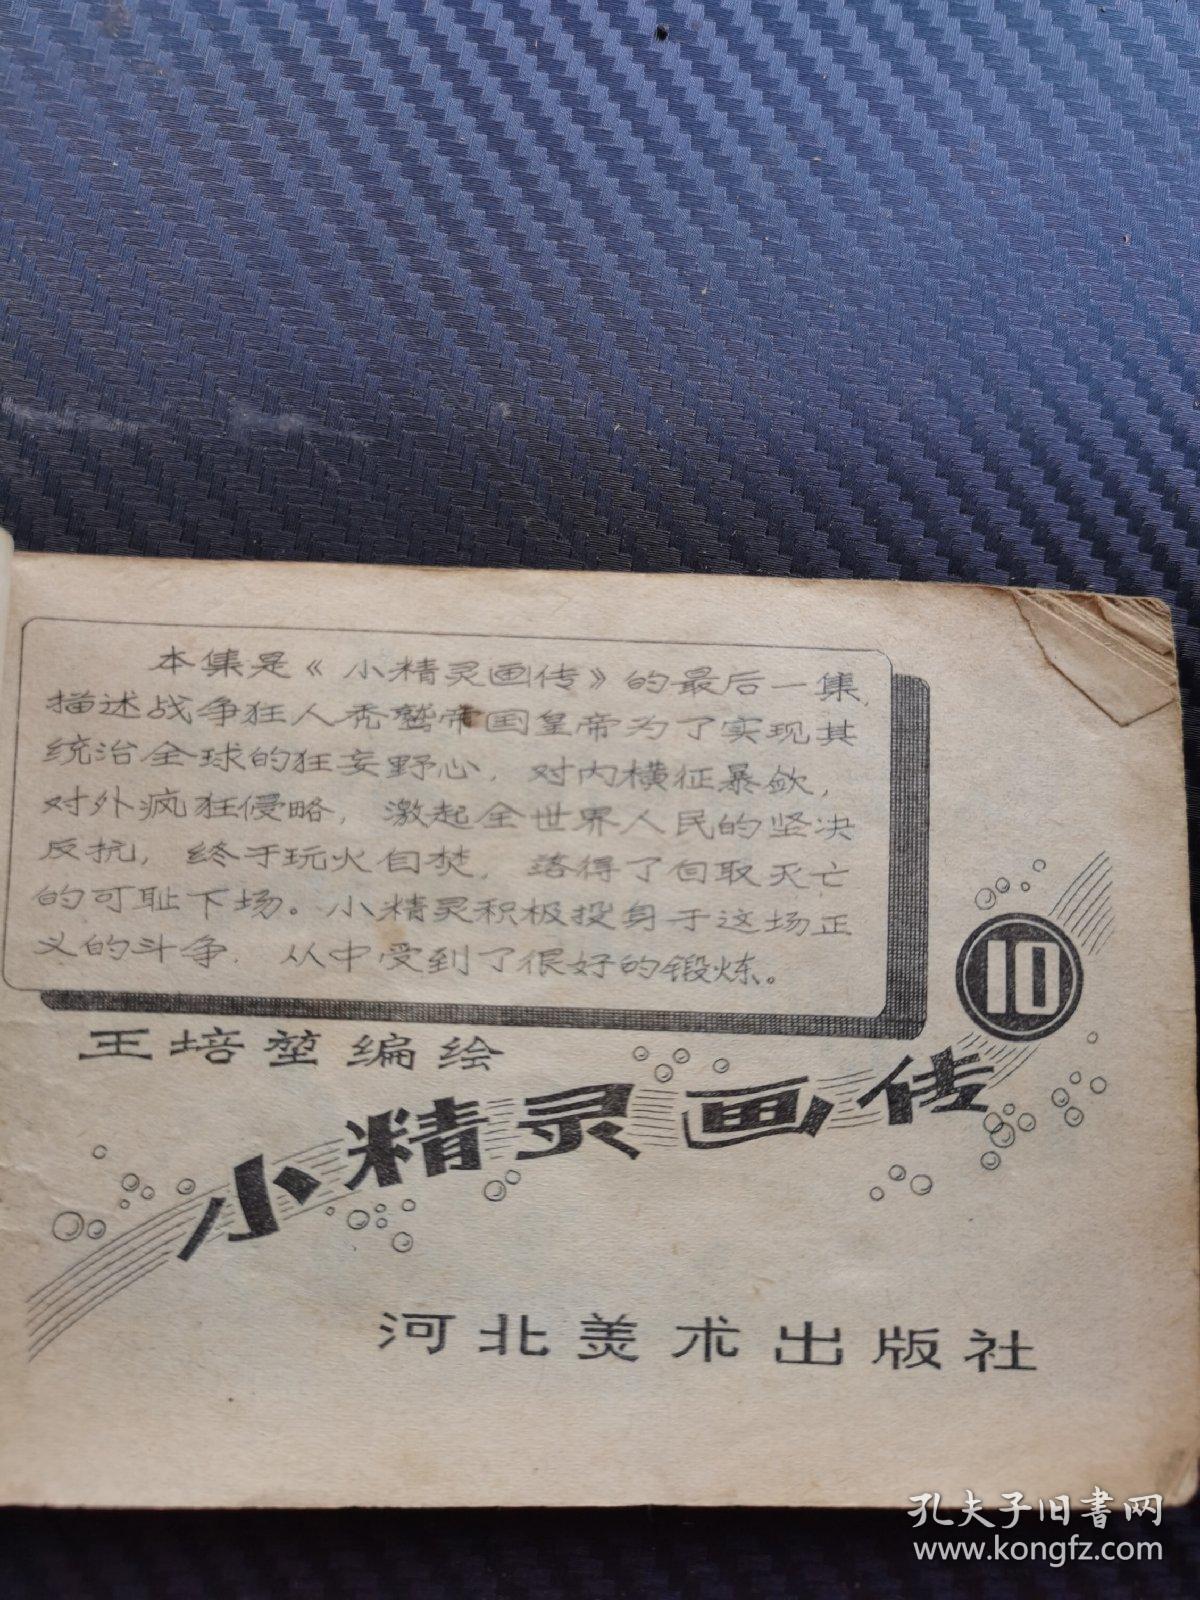 本集是《小精灵画传》的最后一集，
描述战争狂人秃鹫帝国皇帝为了实现其
统治全球的狂妄野心，对内横征暴敛，
对外疯狂侵略，激起全世界人民的坚决
反抗，终于玩火自焚，落得了自取灭亡
的可耻下场。小精灵积极投身于这场正
义的斗争，从中受到了很好的锻炼。
王培堃编绘
小精灵画传
10
河北美术出版社
孔夫子旧书网
www.kongfz.com